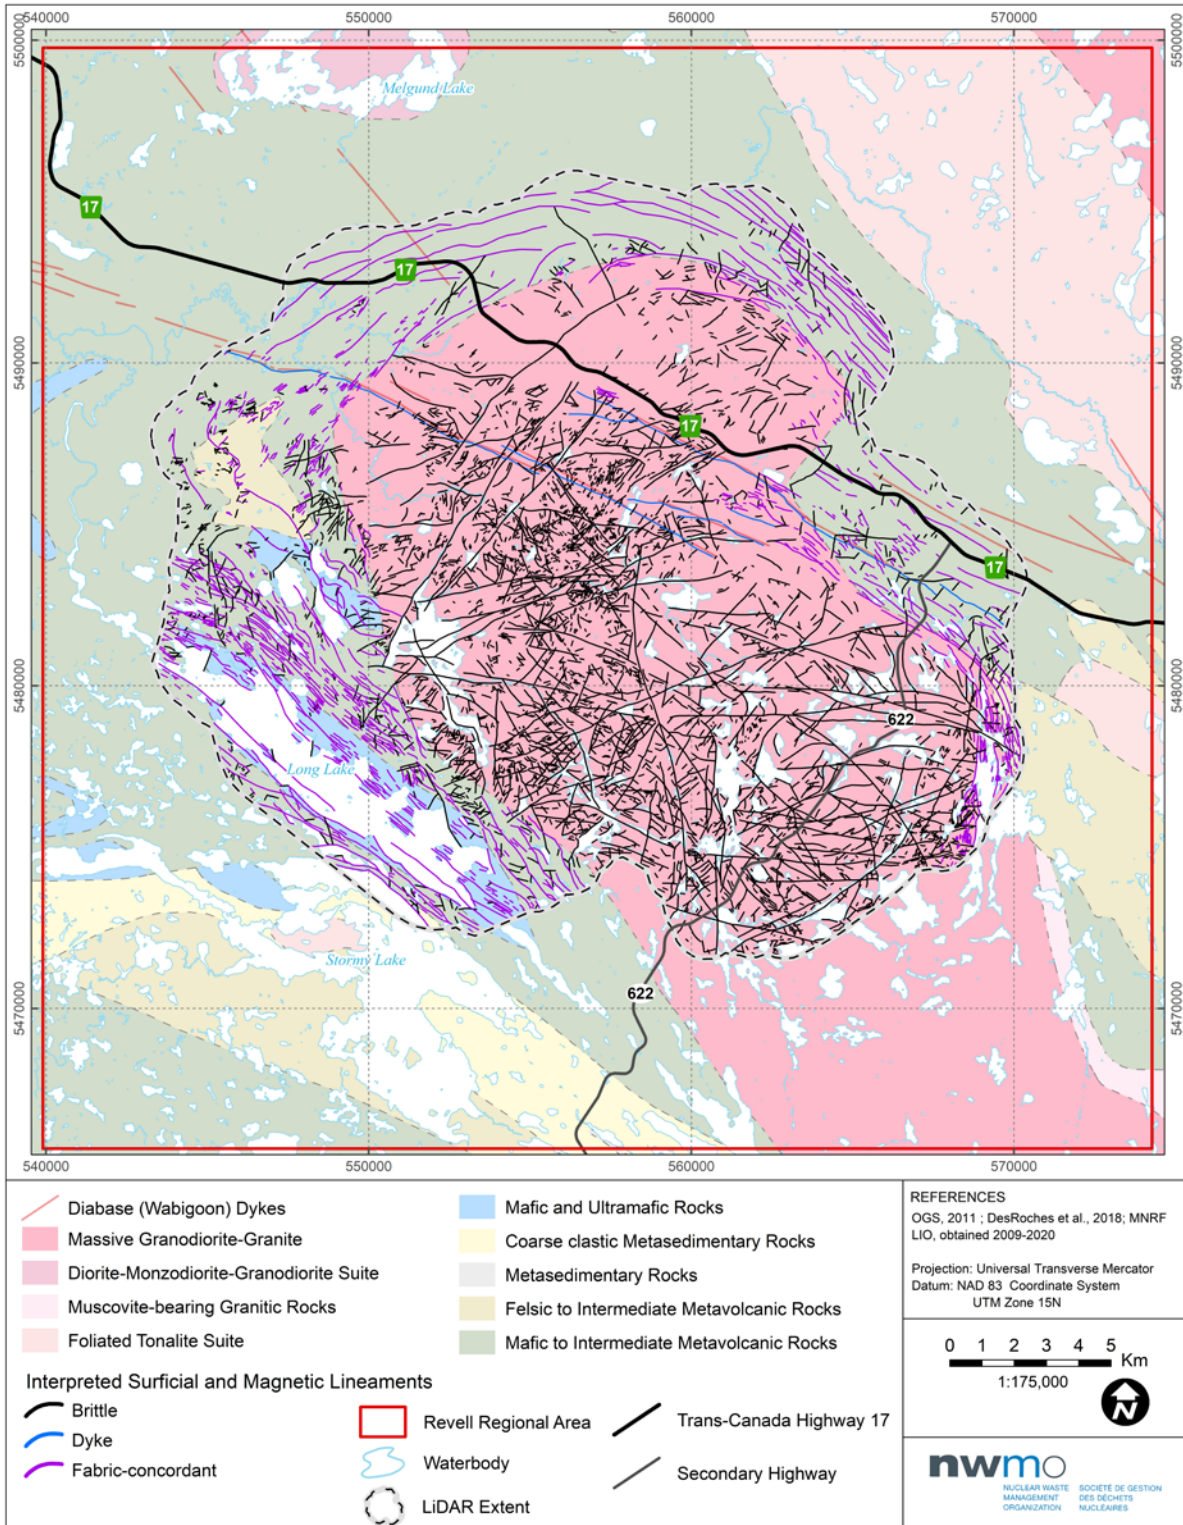 540000 550000 560000 570000
5500000 5500000
Melgund Lake
17
17
5490000 5490000
17
17
5480000 5480000
622
Long Lake
Stormy Lake
622
5470000 5470000
540000 550000 560000 570000
Diabase (Wabigoon) Dykes
Massive Granodiorite-Granite
Diorite-Monzodiorite-Granodiorite Suite
Muscovite-bearing Granitic Rocks
Foliated Tonalite Suite
Mafic and Ultramafic Rocks
Coarse clastic Metasedimentary Rocks
Metasedimentary Rocks
Felsic to Intermediate Metavolcanic Rocks
Mafic to Intermediate Metavolcanic Rocks
Interpreted Surficial and Magnetic Lineaments
Brittle
Dyke
Fabric-concordant
Revell Regional Area
Waterbody
LiDAR Extent
Trans-Canada Highway 17
Secondary Highway
REFERENCES
OGS, 2011 ; DesRoches et al., 2018; MNRF
LIO, obtained 2009-2020
Projection: Universal Transverse Mercator
Datum: NAD 83 Coordinate System
UTM Zone 15N
0 1 2 3 4 5
Km
1:175,000
N
nwmo
NUCLEAR WASTE SOCIÉTÉ DE GESTION
MANAGEMENT DES DÉCHETS
ORGANIZATION NUCLÉAIRES